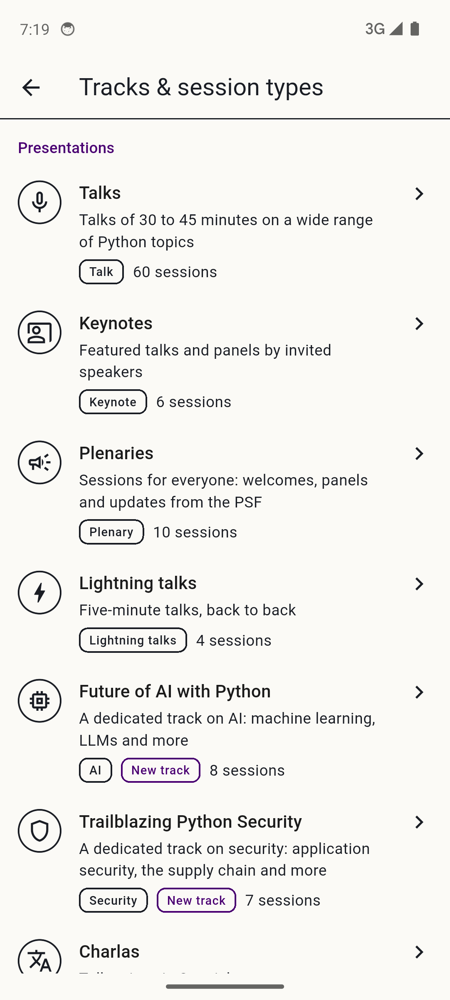 7:19
3G
Tracks & session types
Presentations
Talks
Talks of 30 to 45 minutes on a wide range
of Python topics
Talk 60 sessions
Keynotes
Featured talks and panels by invited
speakers
Keynote 6 sessions
Plenaries
Sessions for everyone: welcomes, panels
and updates from the PSF
Plenary 10 sessions
Lightning talks
Five-minute talks, back to back
Lightning talks 4 sessions
Future of AI with Python
A dedicated track on AI: machine learning,
LLMs and more
AI New track 8 sessions
Trailblazing Python Security
A dedicated track on security: application
security, the supply chain and more
Security New track 7 sessions
Charlas